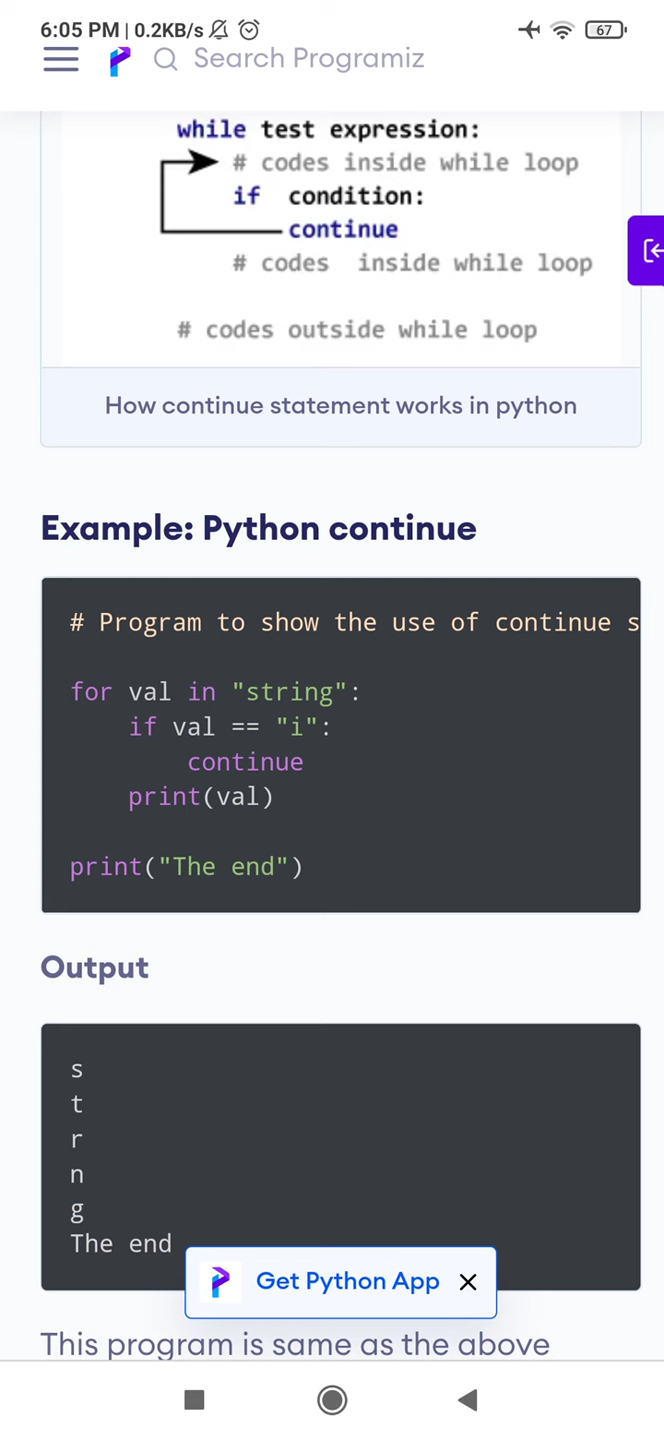 6:05 PM | 0.2KB/s 67
Search Programiz
while test expression:
# codes inside while loop
if condition:
continue
# codes inside while loop
# codes outside while loop
How continue statement works in python
Example: Python continue
# Program to show the use of continue s
for val in "string":
    if val == "i":
        continue
    print(val)
print("The end")
Output
s
t
r
n
g
The end
Get Python App
This program is same as the above